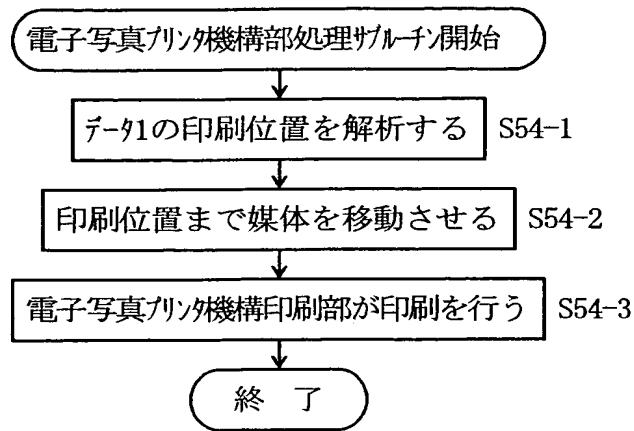 電子写真ﾌﾟﾘﾝﾀ機構部処理ｻﾌﾞﾙｰﾁﾝ開始
ﾃﾞｰﾀ1の印刷位置を解析する S54-1
印刷位置まで媒体を移動させる S54-2
電子写真ﾌﾟﾘﾝﾀ機構印刷部が印刷を行う S54-3
終 了